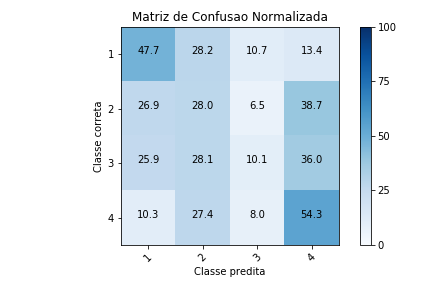 Matriz de Confusao Normalizada
1 47.7 28.2 10.7 13.4
2 26.9 28.0 6.5 38.7
3 25.9 28.1 10.1 36.0
4 10.3 27.4 8.0 54.3
1 2 3 4
Classe correta
Classe predita
100
75
50
25
0